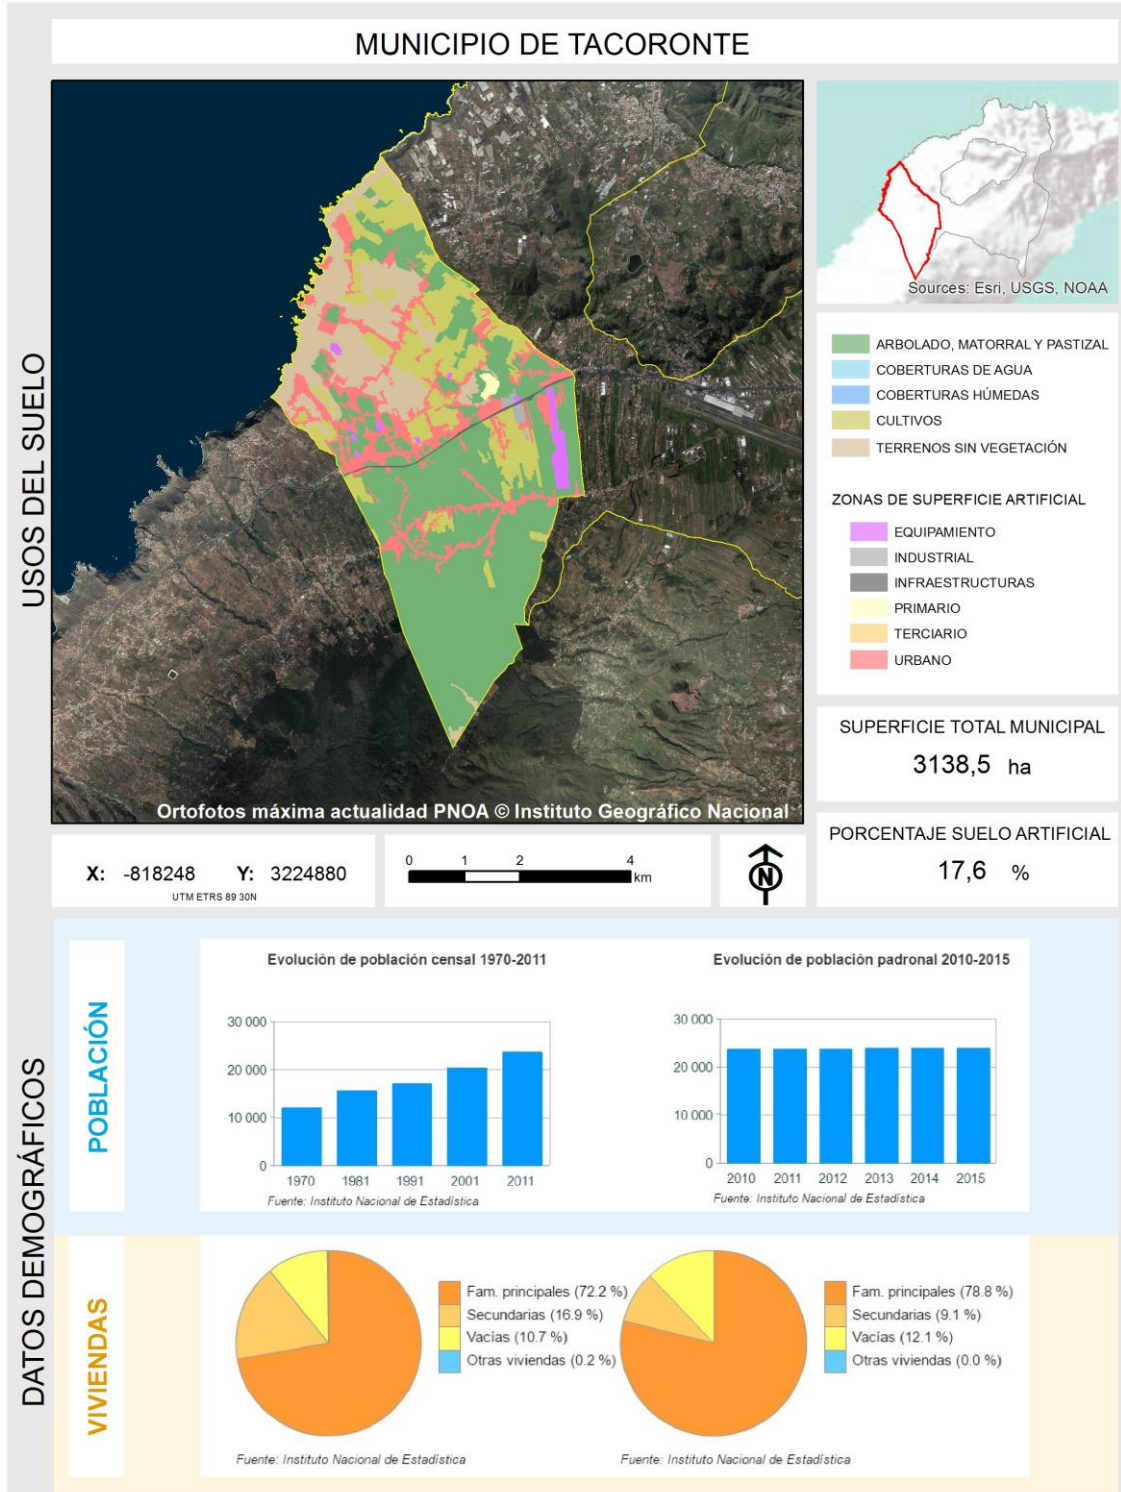 MUNICIPIO DE TACORONTE
USOS DEL SUELO
Ortofotos máxima actualidad PNOA © Instituto Geográfico Nacional
Sources: Esri, USGS, NOAA
ARBOLADO, MATORRAL Y PASTIZAL
COBERTURAS DE AGUA
COBERTURAS HÚMEDAS
CULTIVOS
TERRENOS SIN VEGETACIÓN
ZONAS DE SUPERFICIE ARTIFICIAL
EQUIPAMIENTO
INDUSTRIAL
INFRAESTRUCTURAS
PRIMARIO
TERCIARIO
URBANO
SUPERFICIE TOTAL MUNICIPAL
3138,5 ha
PORCENTAJE SUELO ARTIFICIAL
17,6 %
X: -818248 Y: 3224880
UTM ETRS 89 30N
0 1 2 4
km
N
DATOS DEMOGRÁFICOS
POBLACIÓN
Evolución de población censal 1970-2011
30 000
20 000
10 000
0
1970 1981 1991 2001 2011
Fuente: Instituto Nacional de Estadística
Evolución de población padronal 2010-2015
30 000
20 000
10 000
0
2010 2011 2012 2013 2014 2015
Fuente: Instituto Nacional de Estadística
VIVIENDAS
Fam. principales (72.2 %)
Secundarias (16.9 %)
Vacías (10.7 %)
Otras viviendas (0.2 %)
Fuente: Instituto Nacional de Estadística
Fam. principales (78.8 %)
Secundarias (9.1 %)
Vacías (12.1 %)
Otras viviendas (0.0 %)
Fuente: Instituto Nacional de Estadística